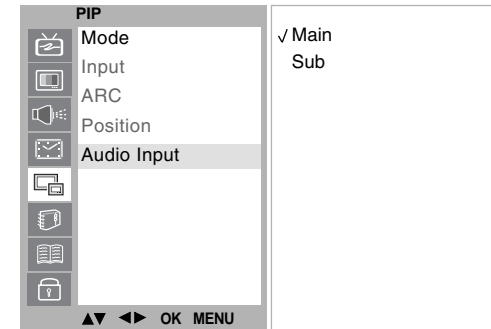 PIP
Mode
Input
ARC
Position
Audio Input
▲▼ ◀▶ OK MENU
√ Main
Sub